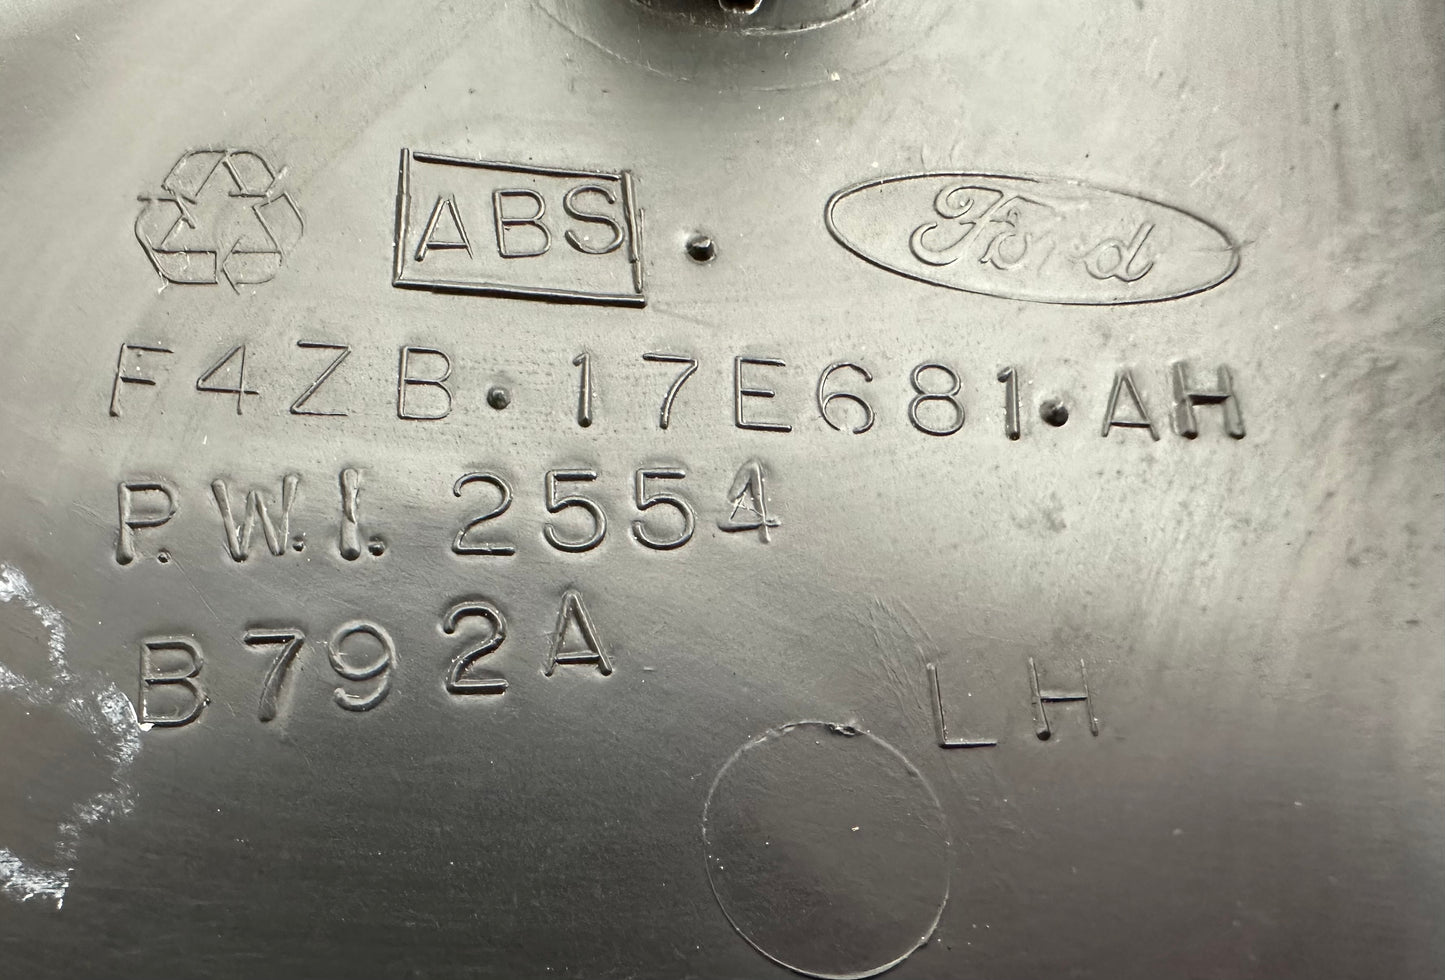 ABS. Ford
F4ZB.17E681.AH
P.W.I. 2554
B792A
LH